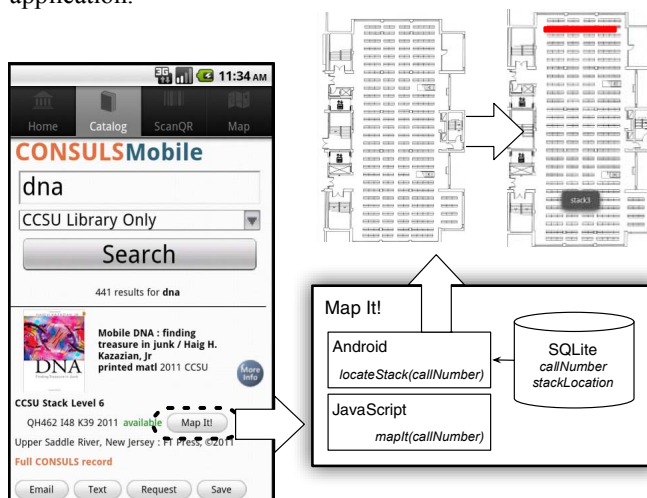 application.
3G 11:34 AM
Home Catalog ScanQR Map
CONSULSMobile
dna
CCSU Library Only
Search
441 results for dna
Mobile DNA : finding
treasure in junk / Haig H.
Kazazian, Jr
printed matl 2011 CCSU
DNA
More
Info
CCSU Stack Level 6
QH462 I48 K39 2011 available Map It!
Upper Saddle River, New Jersey : FT Press, ©2011
Full CONSULS record
Email Text Request Save
stack3
Map It!
Android
locateStack(callNumber)
JavaScript
mapIt(callNumber)
SQLite
callNumber
stackLocation